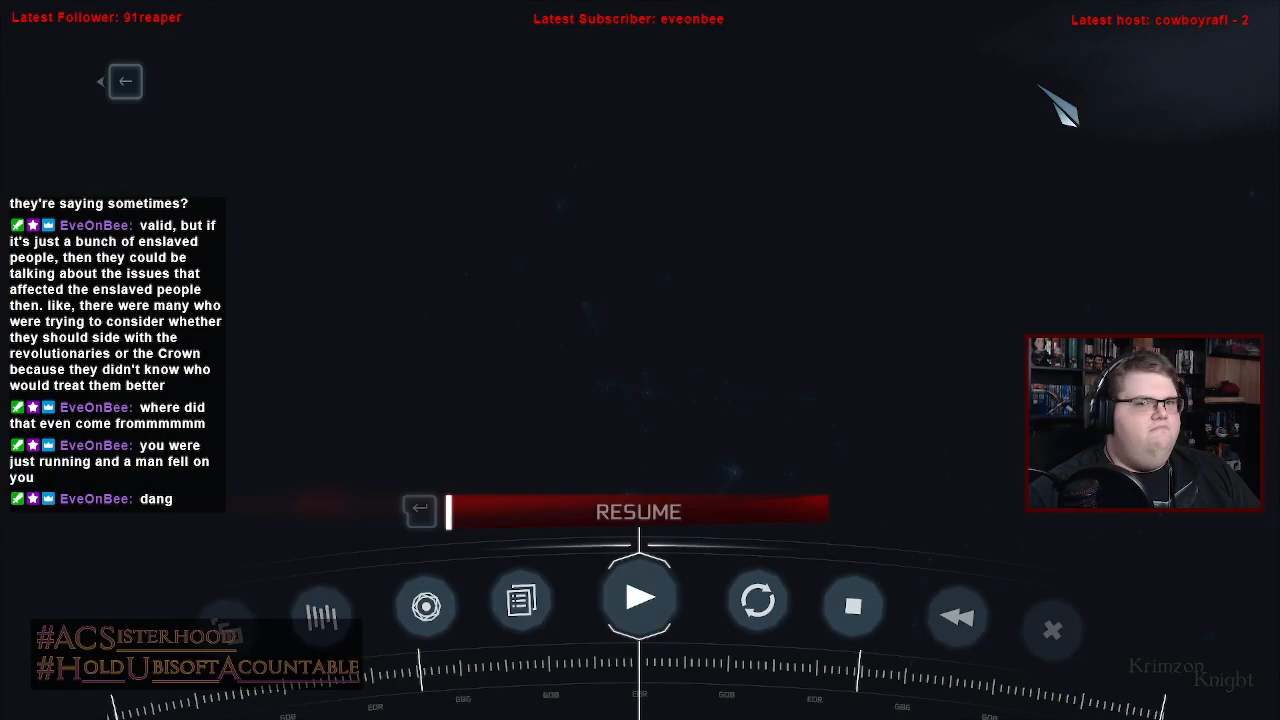 Latest Follower: 91reaper
Latest Subscriber: eveonbee
Latest host: cowboyrafl - 2
they're saying sometimes?
EveOnBee: valid, but if
it's just a bunch of enslaved
people, then they could be
talking about the issues that
affected the enslaved people
then. like, there were many who
were trying to consider whether
they should side with the
revolutionaries or the Crown
because they didn't know who
would treat them better
EveOnBee: where did
that even come frommmmmm
EveOnBee: you were
just running and a man fell on
you
EveOnBee: dang
RESUME
#ACSisterhood
#HoldUbisoftAcountable
Krimzon
Knight